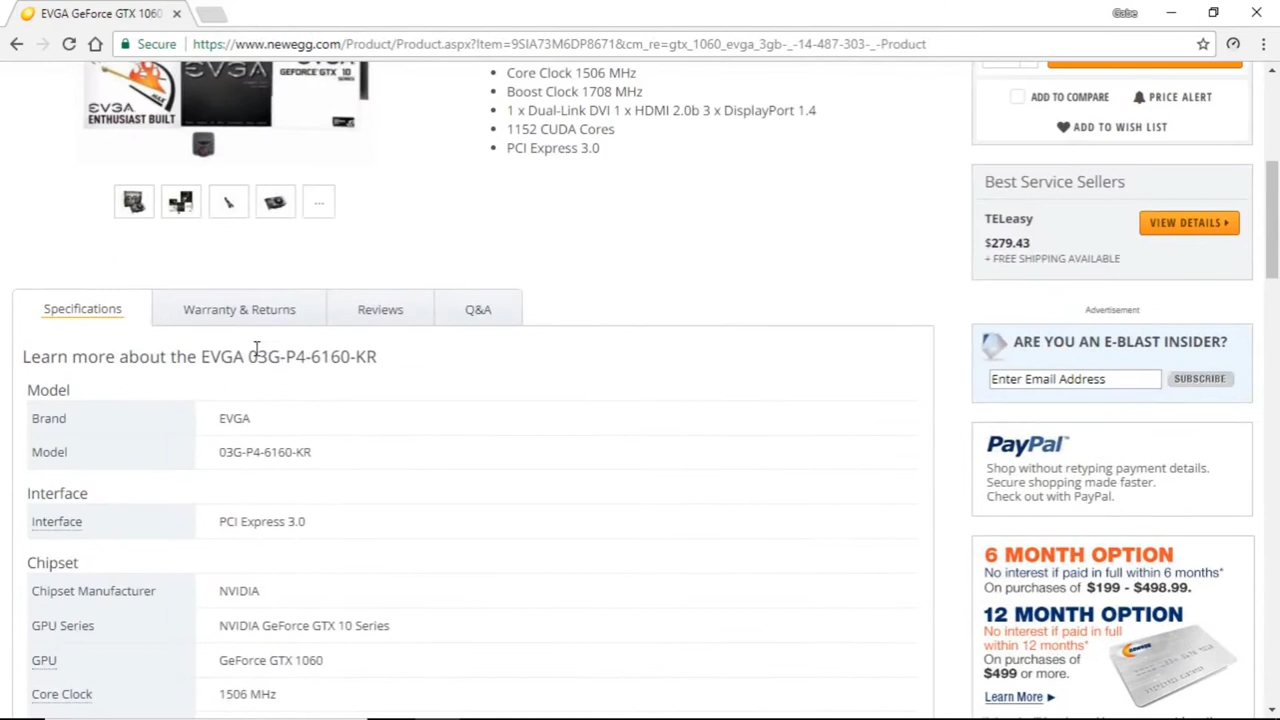 EVGA GeForce GTX 1060
Gabe
Secure
https://www.newegg.com/Product/Product.aspx?Item=9SIA73M6DP8671&cm_re=gtx_1060_evga_3gb-_-14-487-303-_-Product
EVGA
ENTHUSIAST BUILT
EVGA
GEFORCE GTX 10
SERIES
Core Clock 1506 MHz
Boost Clock 1708 MHz
1 x Dual-Link DVI 1 x HDMI 2.0b 3 x DisplayPort 1.4
1152 CUDA Cores
PCI Express 3.0
...
ADD TO COMPARE
PRICE ALERT
ADD TO WISH LIST
Best Service Sellers
TELeasy
$279.43
+ FREE SHIPPING AVAILABLE
VIEW DETAILS
Advertisement
ARE YOU AN E-BLAST INSIDER?
Enter Email Address
SUBSCRIBE
PayPal™
Shop without retyping payment details.
Secure shopping made faster.
Check out with PayPal.
6 MONTH OPTION
No interest if paid in full within 6 months*
On purchases of $199 - $498.99.
12 MONTH OPTION
No interest if paid in full
within 12 months*
On purchases of
$499 or more.
Learn More
Specifications
Warranty & Returns
Reviews
Q&A
Learn more about the EVGA 03G-P4-6160-KR
Model
Brand EVGA
Model 03G-P4-6160-KR
Interface
Interface PCI Express 3.0
Chipset
Chipset Manufacturer NVIDIA
GPU Series NVIDIA GeForce GTX 10 Series
GPU GeForce GTX 1060
Core Clock 1506 MHz